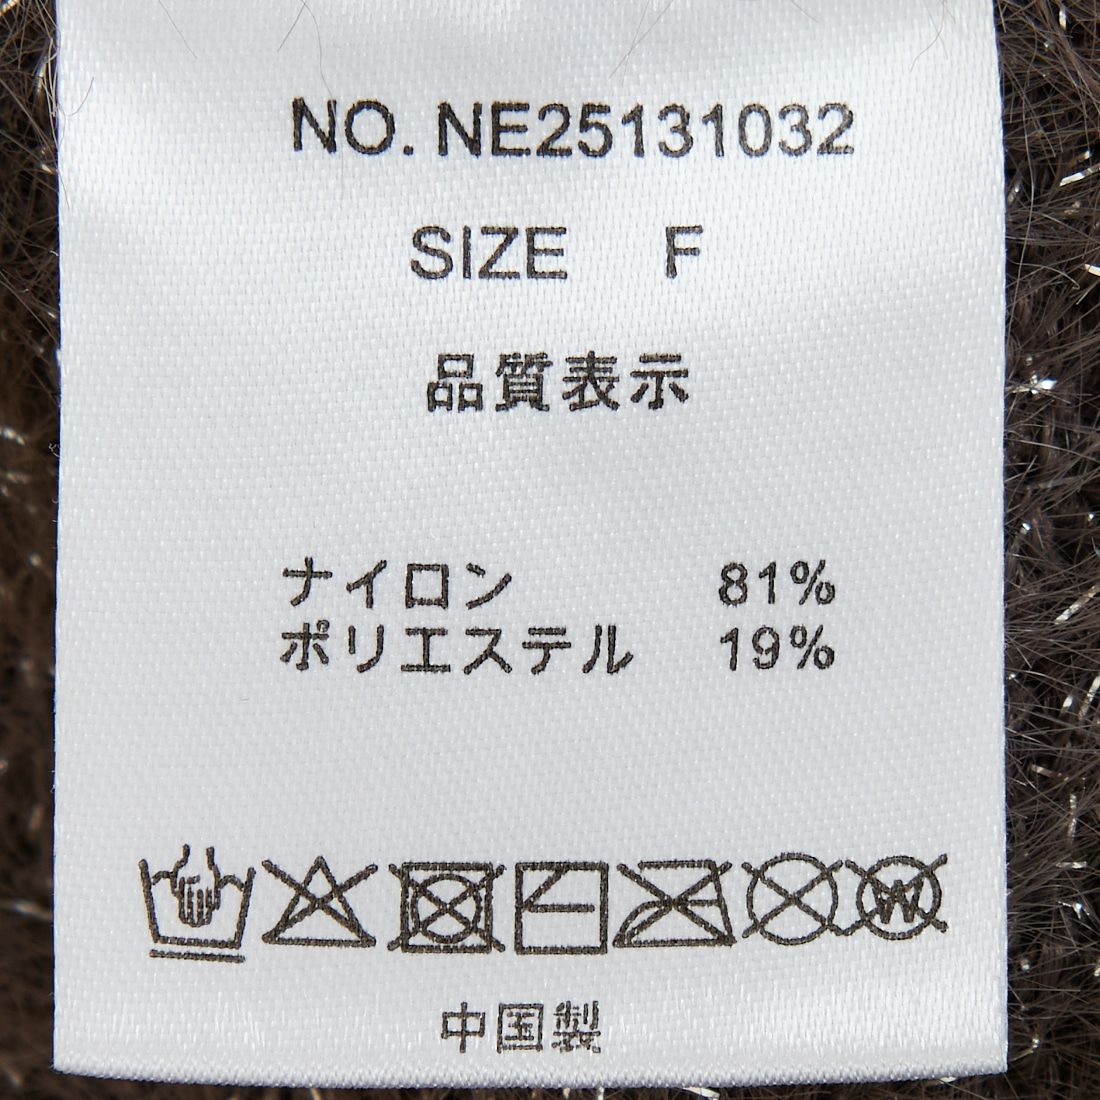 NO. NE25131032
SIZE F
品質表示
ナイロン 81%
ポリエステル 19%
W
中国製